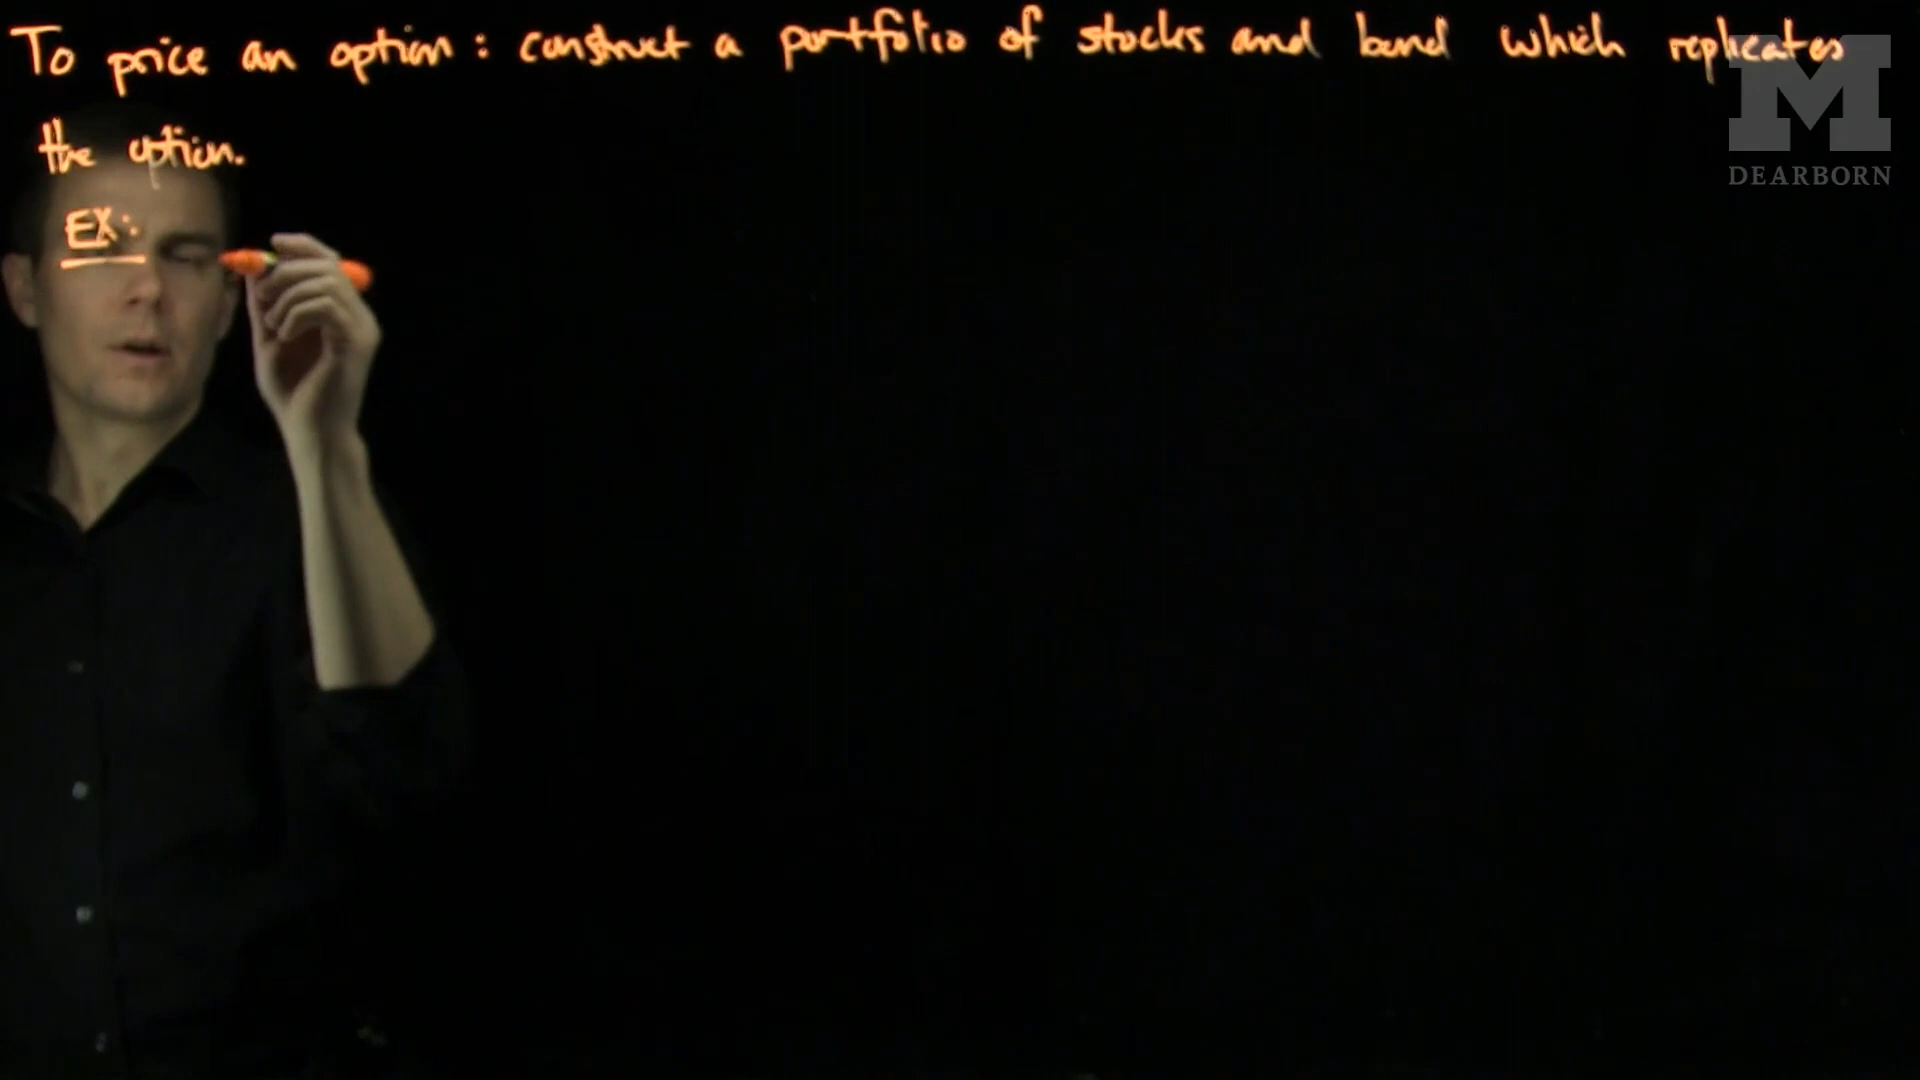 To price an option: construct a portfolio of stocks and bond which replicates
the option.
EX:
M
DEARBORN